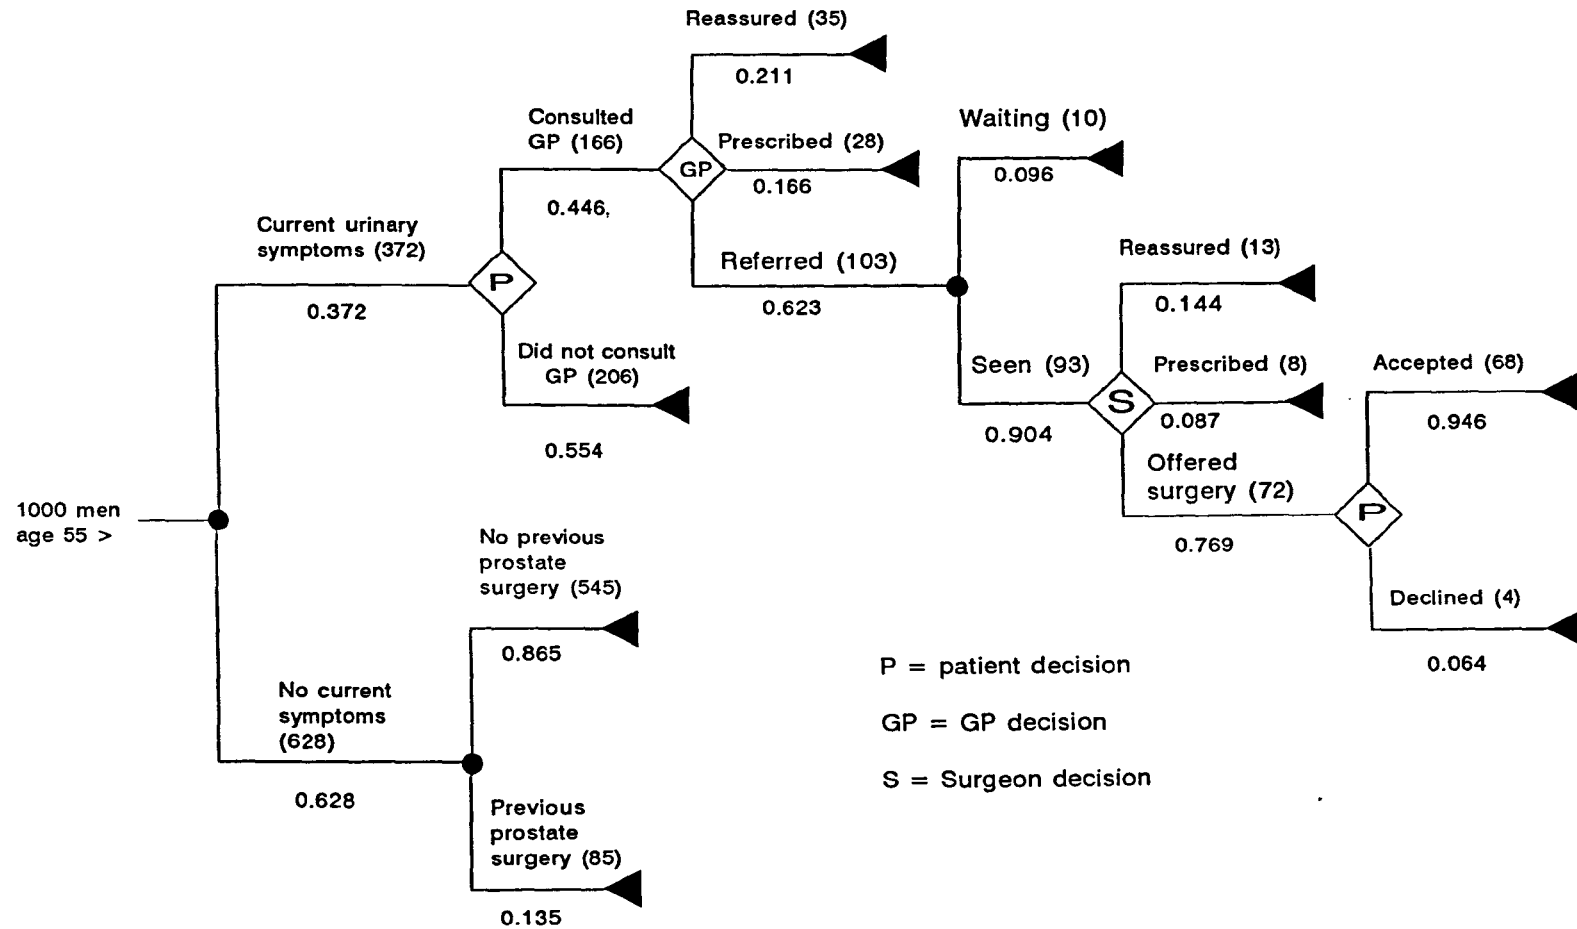 Reassured (35)
0.211
Consulted
GP (166)
Prescribed (28)
GP
0.166
0.446,
Waiting (10)
0.096
Current urinary
symptoms (372)
P
0.372
Referred (103)
0.623
Reassured (13)
0.144
Did not consult
GP (206)
0.554
Seen (93)
0.904
S
Prescribed (8)
0.087
Accepted (68)
0.946
Offered
surgery (72)
0.769
P
1000 men
age 55 >
Declined (4)
0.064
No previous
prostate
surgery (545)
0.865
No current
symptoms
(628)
0.628
Previous
prostate
surgery (85)
0.135
P = patient decision
GP = GP decision
S = Surgeon decision